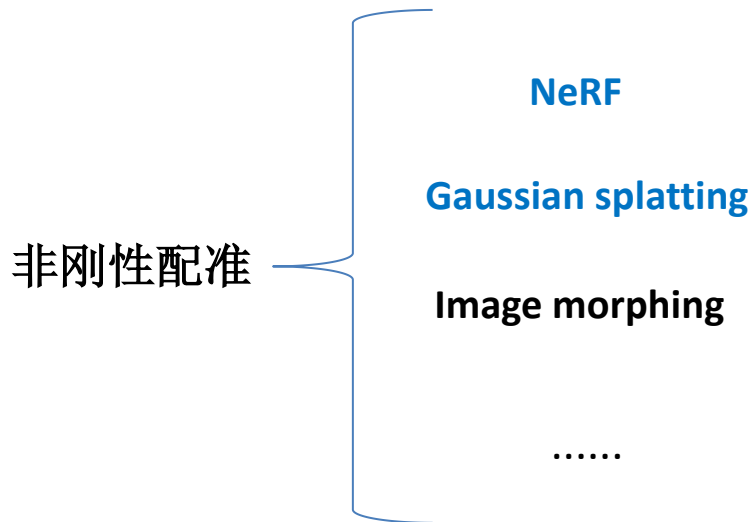 NeRF
Gaussian splatting
非刚性配准
Image morphing
......